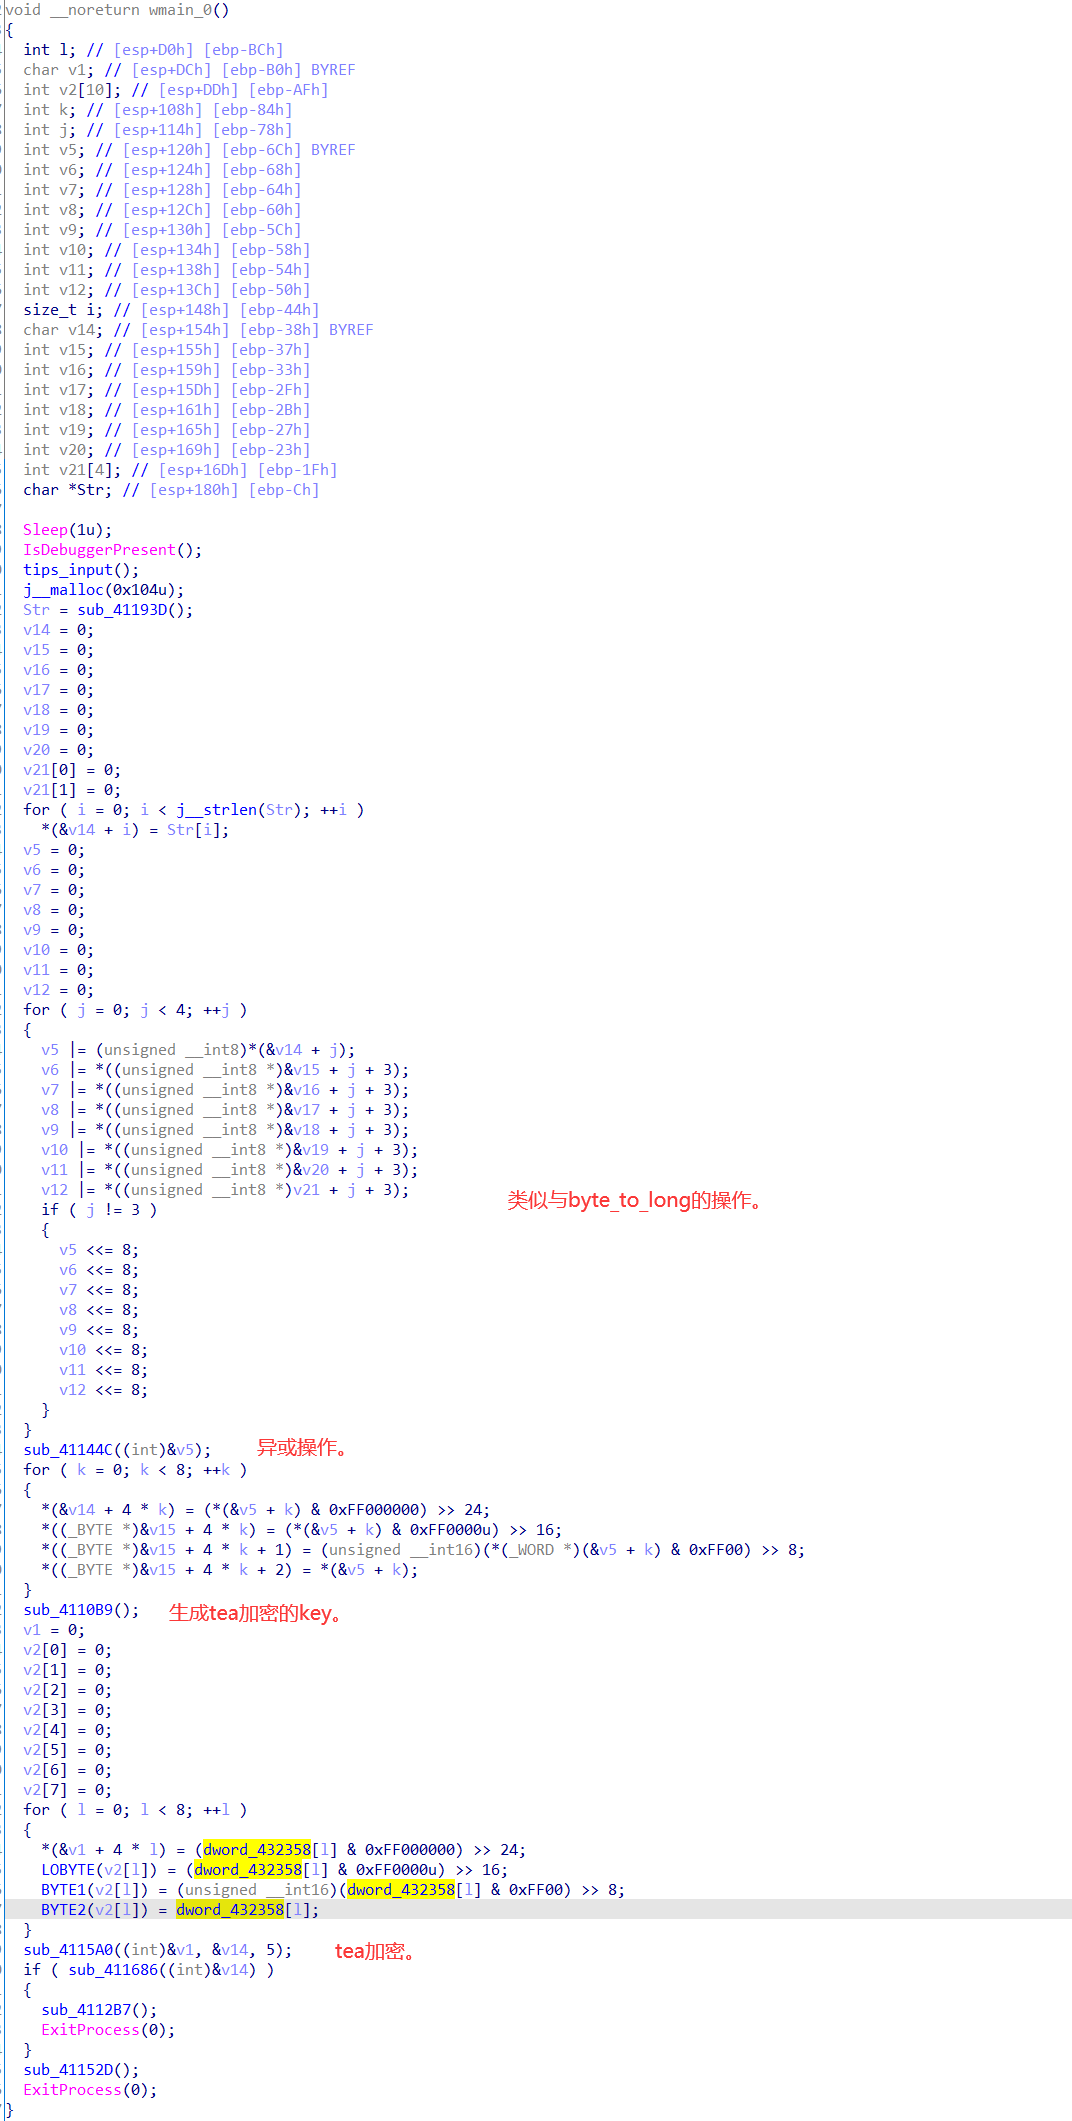 void __noreturn wmain_0()
{
int l; // [esp+D0h] [ebp-BCh]
char v1; // [esp+DCh] [ebp-B0h] BYREF
int v2[10]; // [esp+DDh] [ebp-AFh]
int k; // [esp+108h] [ebp-84h]
int j; // [esp+114h] [ebp-78h]
int v5; // [esp+120h] [ebp-6Ch] BYREF
int v6; // [esp+124h] [ebp-68h]
int v7; // [esp+128h] [ebp-64h]
int v8; // [esp+12Ch] [ebp-60h]
int v9; // [esp+130h] [ebp-5Ch]
int v10; // [esp+134h] [ebp-58h]
int v11; // [esp+138h] [ebp-54h]
int v12; // [esp+13Ch] [ebp-50h]
size_t i; // [esp+148h] [ebp-44h]
char v14; // [esp+154h] [ebp-38h] BYREF
int v15; // [esp+155h] [ebp-37h]
int v16; // [esp+159h] [ebp-33h]
int v17; // [esp+15Dh] [ebp-2Fh]
int v18; // [esp+161h] [ebp-2Bh]
int v19; // [esp+165h] [ebp-27h]
int v20; // [esp+169h] [ebp-23h]
int v21[4]; // [esp+16Dh] [ebp-1Fh]
char *Str; // [esp+180h] [ebp-Ch]
Sleep(1u);
IsDebuggerPresent();
tips_input();
j__malloc(0x104u);
Str = sub_41193D();
v14 = 0;
v15 = 0;
v16 = 0;
v17 = 0;
v18 = 0;
v19 = 0;
v20 = 0;
v21[0] = 0;
v21[1] = 0;
for ( i = 0; i < j__strlen(Str); ++i )
*(&v14 + i) = Str[i];
v5 = 0;
v6 = 0;
v7 = 0;
v8 = 0;
v9 = 0;
v10 = 0;
v11 = 0;
v12 = 0;
for ( j = 0; j < 4; ++j )
{
v5 |= (unsigned __int8)*(&v14 + j);
v6 |= *((unsigned __int8 *)&v15 + j + 3);
v7 |= *((unsigned __int8 *)&v16 + j + 3);
v8 |= *((unsigned __int8 *)&v17 + j + 3);
v9 |= *((unsigned __int8 *)&v18 + j + 3);
v10 |= *((unsigned __int8 *)&v19 + j + 3);
v11 |= *((unsigned __int8 *)&v20 + j + 3);
v12 |= *((unsigned __int8 *)v21 + j + 3);
类似与byte_to_long的操作。
if ( j != 3 )
{
v5 <<= 8;
v6 <<= 8;
v7 <<= 8;
v8 <<= 8;
v9 <<= 8;
v10 <<= 8;
v11 <<= 8;
v12 <<= 8;
}
}
sub_41144C((int)&v5); 异或操作。
for ( k = 0; k < 8; ++k )
{
*(&v14 + 4 * k) = (*(&v5 + k) & 0xFF000000) >> 24;
*((_BYTE *)&v15 + 4 * k) = (*(&v5 + k) & 0xFF0000u) >> 16;
*((_BYTE *)&v15 + 4 * k + 1) = (unsigned __int16)(*(_WORD *)(&v5 + k) & 0xFF00) >> 8;
*((_BYTE *)&v15 + 4 * k + 2) = *(&v5 + k);
}
sub_4110B9(); 生成tea加密的key。
v1 = 0;
v2[0] = 0;
v2[1] = 0;
v2[2] = 0;
v2[3] = 0;
v2[4] = 0;
v2[5] = 0;
v2[6] = 0;
v2[7] = 0;
for ( l = 0; l < 8; ++l )
{
*(&v1 + 4 * l) = (dword_432358[l] & 0xFF000000) >> 24;
LOBYTE(v2[l]) = (dword_432358[l] & 0xFF0000u) >> 16;
BYTE1(v2[l]) = (unsigned __int16)(dword_432358[l] & 0xFF00) >> 8;
BYTE2(v2[l]) = dword_432358[l];
}
sub_4115A0((int)&v1, &v14, 5); tea加密。
if ( sub_411686((int)&v14) )
{
sub_4112B7();
ExitProcess(0);
}
sub_41152D();
ExitProcess(0);
}